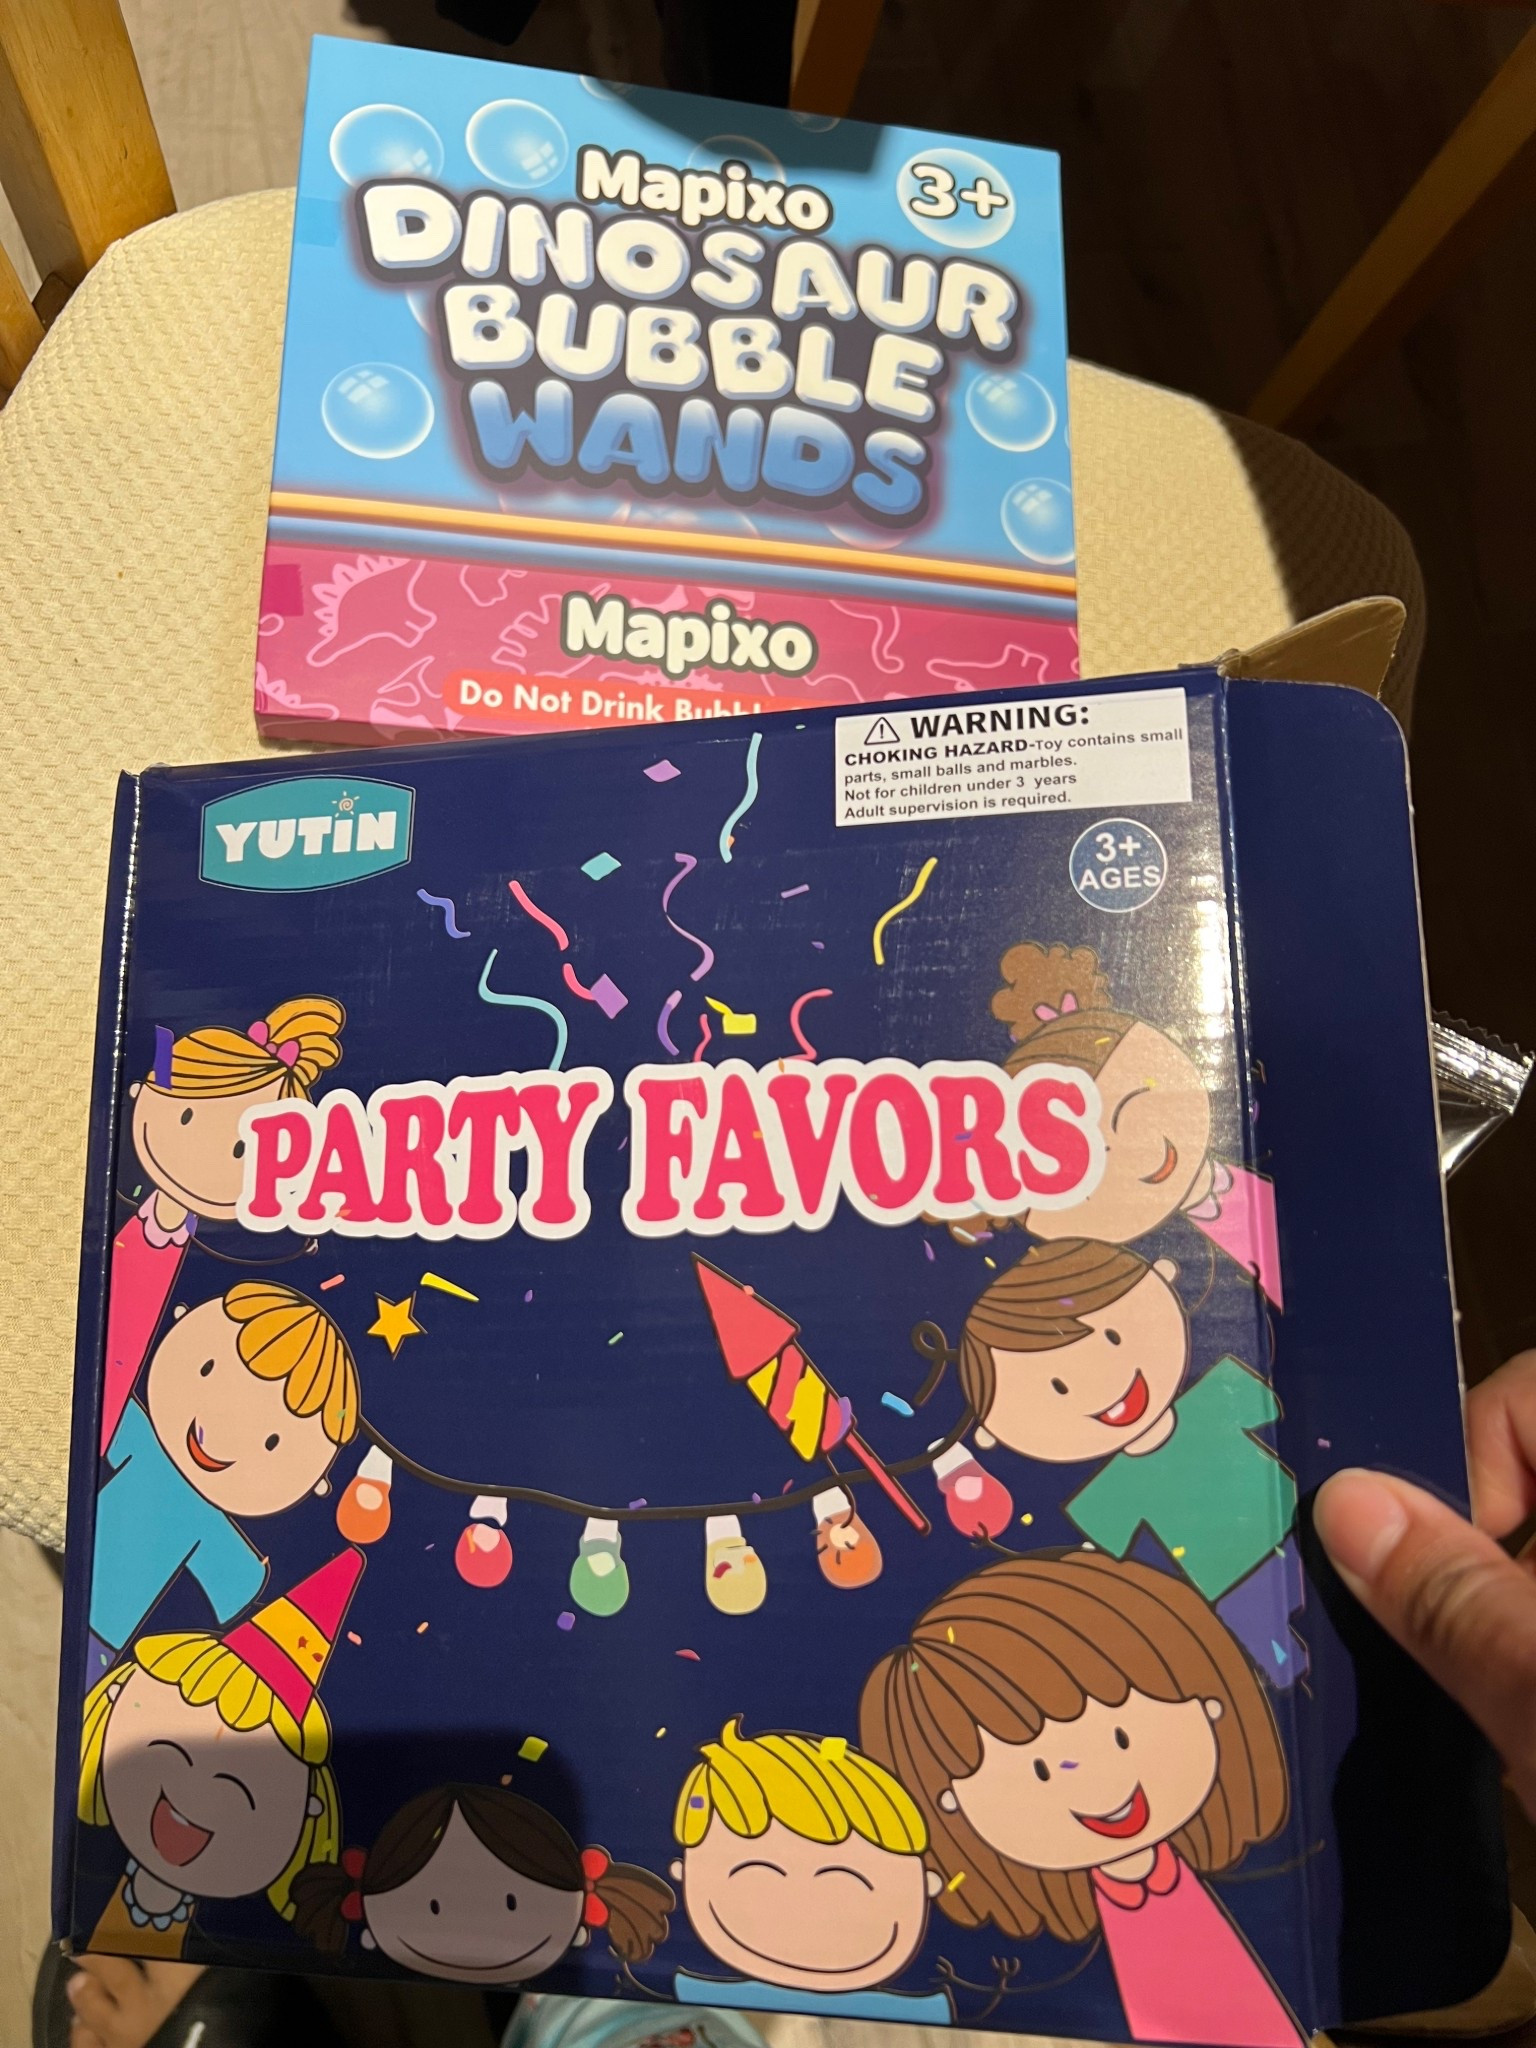 Mapixo
3+
DINOSAUR
BUBBLE
WANDS
Mapixo
Do Not Drink
YUTIN
WARNING:
CHOKING HAZARD-Toy contains small
parts, small balls and marbles.
Not for children under 3 years
Adult supervision is required.
3+
AGES
PARTY FAVORS